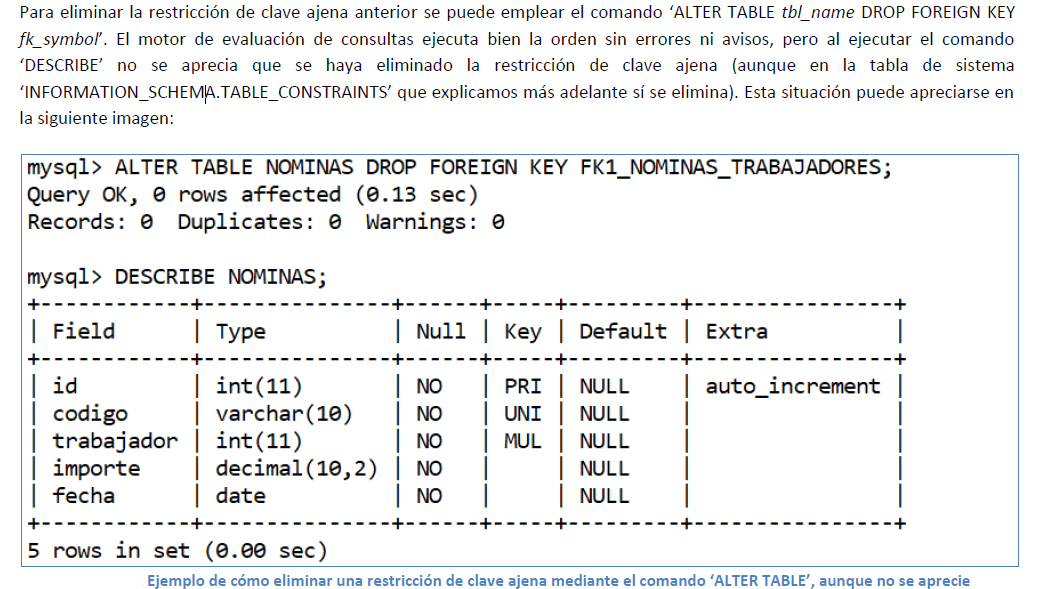 Para eliminar la restricción de clave ajena anterior se puede emplear el comando ‘ALTER TABLE tbl_name DROP FOREIGN KEY
fk_symbol’. El motor de evaluación de consultas ejecuta bien la orden sin errores ni avisos, pero al ejecutar el comando
‘DESCRIBE’ no se aprecia que se haya eliminado la restricción de clave ajena (aunque en la tabla de sistema
‘INFORMATION_SCHEMA.TABLE_CONSTRAINTS’ que explicamos más adelante sí se elimina). Esta situación puede apreciarse en
la siguiente imagen:
mysql> ALTER TABLE NOMINAS DROP FOREIGN KEY FK1_NOMINAS_TRABAJADORES;
Query OK, 0 rows affected (0.13 sec)
Records: 0  Duplicates: 0  Warnings: 0
mysql> DESCRIBE NOMINAS;
+------------+---------------+------+-----+---------+----------------+
| Field      | Type          | Null | Key | Default | Extra          |
+------------+---------------+------+-----+---------+----------------+
| id         | int(11)       | NO   | PRI | NULL    | auto_increment |
| codigo     | varchar(10)   | NO   | UNI | NULL    |                |
| trabajador | int(11)       | NO   | MUL | NULL    |                |
| importe    | decimal(10,2) | NO   |     | NULL    |                |
| fecha      | date          | NO   |     | NULL    |                |
+------------+---------------+------+-----+---------+----------------+
5 rows in set (0.00 sec)
Ejemplo de cómo eliminar una restricción de clave ajena mediante el comando ‘ALTER TABLE’, aunque no se aprecie